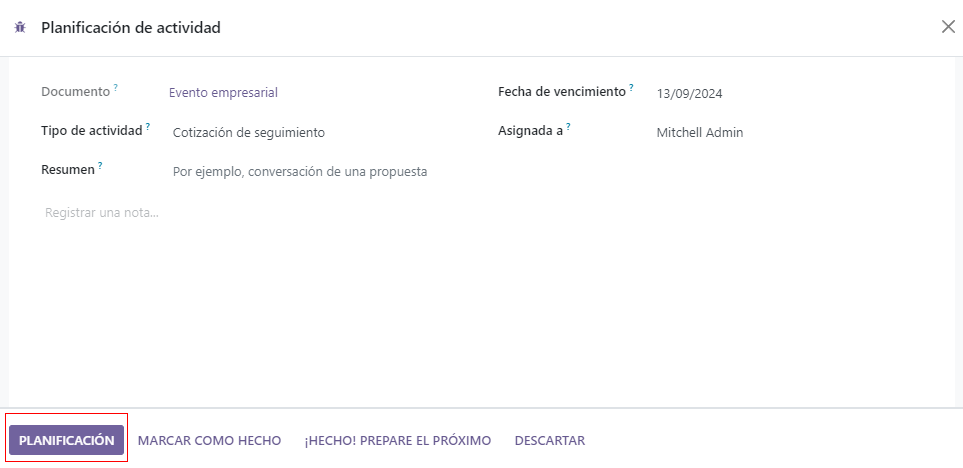 Planificación de actividad
Documento ? Evento empresarial Fecha de vencimiento ? 13/09/2024
Tipo de actividad ? Cotización de seguimiento Asignada a ? Mitchell Admin
Resumen ? Por ejemplo, conversación de una propuesta
Registrar una nota...
PLANIFICACIÓN MARCAR COMO HECHO ¡HECHO! PREPARE EL PRÓXIMO DESCARTAR